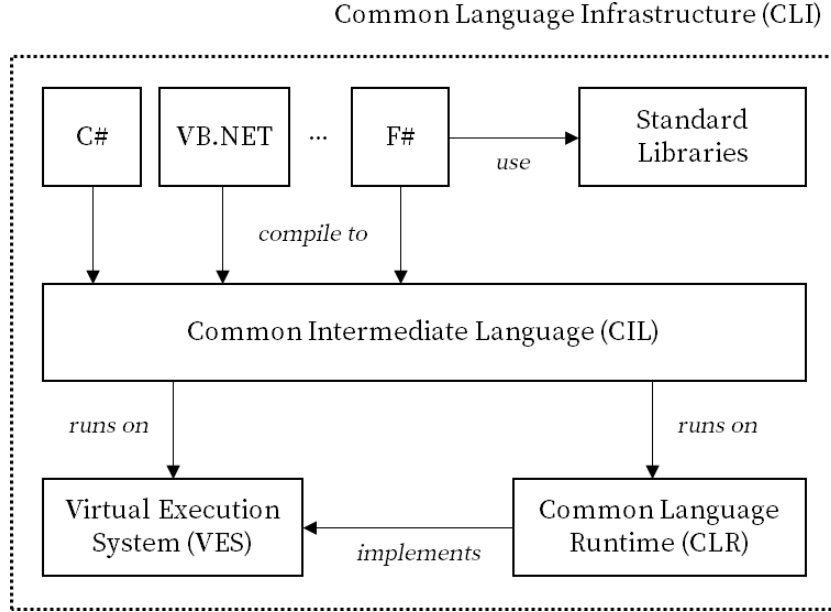 Common Language Infrastructure (CLI)
C#
VB.NET
...
F#
use
Standard
Libraries
compile to
Common Intermediate Language (CIL)
runs on
runs on
Virtual Execution
System (VES)
implements
Common Language
Runtime (CLR)